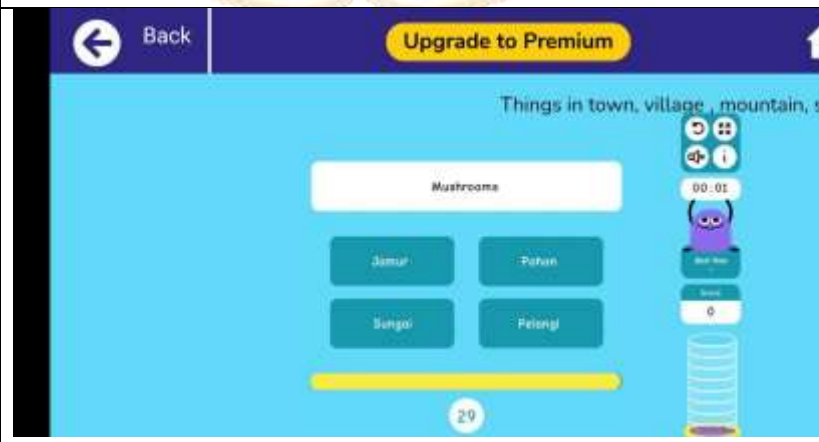 Back
Upgrade to Premium
Things in town, village , mountain, s
00:01
Mushrooms
Jamur
Pohon
Sungai
Pelangi
0
29